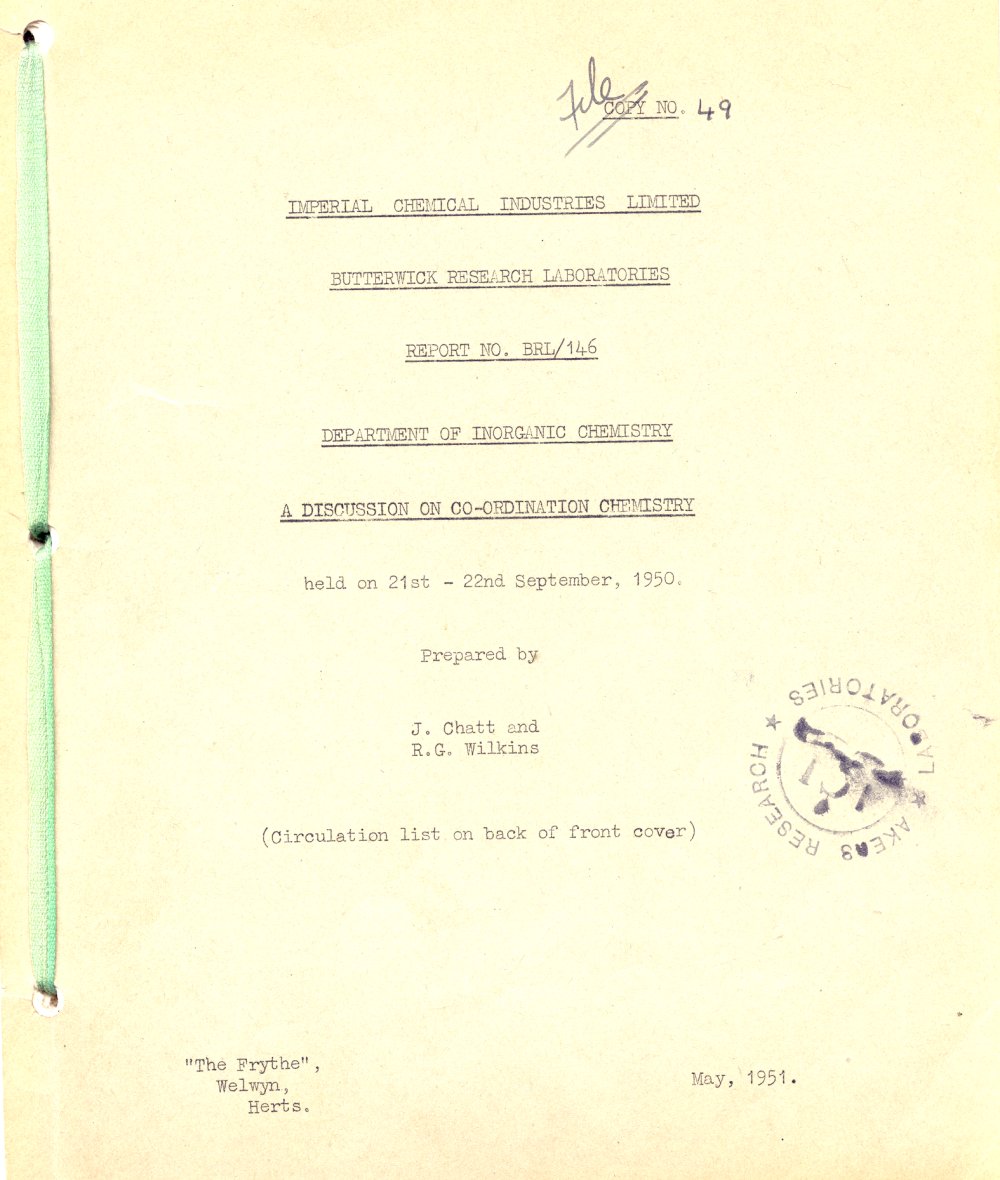 File
COPY NO. 49
IMPERIAL CHEMICAL INDUSTRIES LIMITED
BUTTERWICK RESEARCH LABORATORIES
REPORT NO. BRL/146
DEPARTMENT OF INORGANIC CHEMISTRY
A DISCUSSION ON CO-ORDINATION CHEMISTRY
held on 21st - 22nd September, 1950.
Prepared by
J. Chatt and
R.G. Wilkins
★ AKERS RESEARCH ★ LABORATORIES
ICI
(Circulation list on back of front cover)
"The Frythe",
Welwyn,
Herts.
May, 1951.